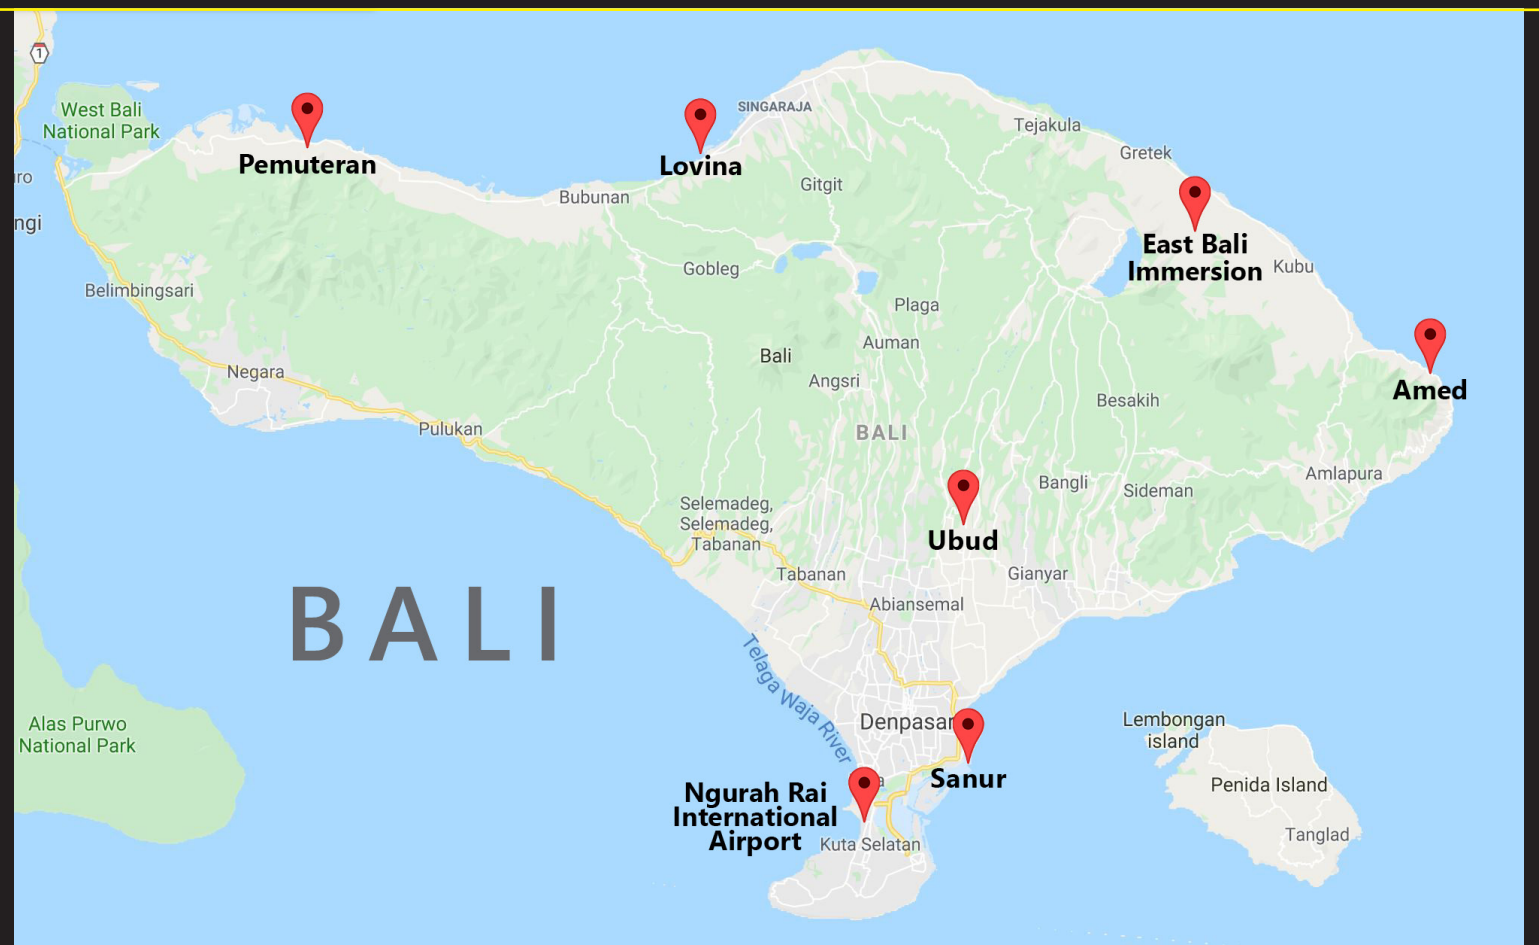 1
West Bali
National Park
Pemuteran
Lovina
SINGARAJA
Tejakula
Gretek
Gitgit
Bubunan
ngi
East Bali
Immersion
Kubu
Gobleg
Belimbingsari
Plaga
Auman
Bali
Angsri
Negara
Amed
Besakih
Pulukan
BALI
Amlapura
Bangli
Sideman
Selemadeg,
Selemadeg,
Tabanan
Ubud
Tabanan
Gianyar
Abiansemal
BALI
Telaga Waja River
Denpasar
Alas Purwo
National Park
Lembongan
island
Sanur
Penida Island
Ngurah Rai
International
Airport
Kuta Selatan
Tanglad